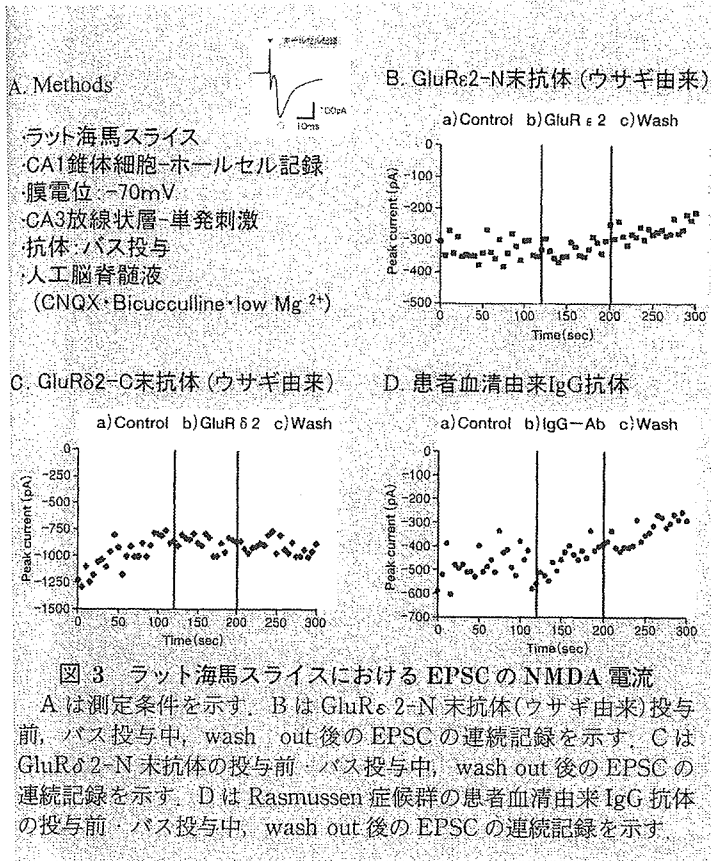 ホールセル記録
100pA
10ms
A. Methods
・ラット海馬スライス
・CA1錐体細胞-ホールセル記録
・膜電位:-70mV
・CA3放線状層-単発刺激
・抗体:バス投与
・人工脳脊髄液
(CNQX・Bicucculline・low Mg 2+)
B. GluRε2-N末抗体(ウサギ由来)
a)Control b)GluR ε 2 c)Wash
Peak current (pA)
0
-100
-200
-300
-400
-500
0 50 100 150 200 250 300
Time(sec)
C. GluRδ2-C末抗体(ウサギ由来)
a)Control b)GluR δ 2 c)Wash
Peak current (pA)
0
-250
-500
-750
-1000
-1250
-1500
0 50 100 150 200 250 300
Time(sec)
D. 患者血清由来IgG抗体
a)Control b)IgG-Ab c)Wash
Peak current (pA)
0
-100
-200
-300
-400
-500
-600
-700
0 50 100 150 200 250 300
Time(sec)
図 3 ラット海馬スライスにおける EPSC の NMDA 電流
A は測定条件を示す. B は GluRε 2-N 末抗体(ウサギ由来)投与
前, バス投与中, wash out 後の EPSC の連続記録を示す. C は
GluRδ 2-N 末抗体の投与前・バス投与中, wash out 後の EPSC の
連続記録を示す. D は Rasmussen 症候群の患者血清由来 IgG 抗体
の投与前・バス投与中, wash out 後の EPSC の連続記録を示す.